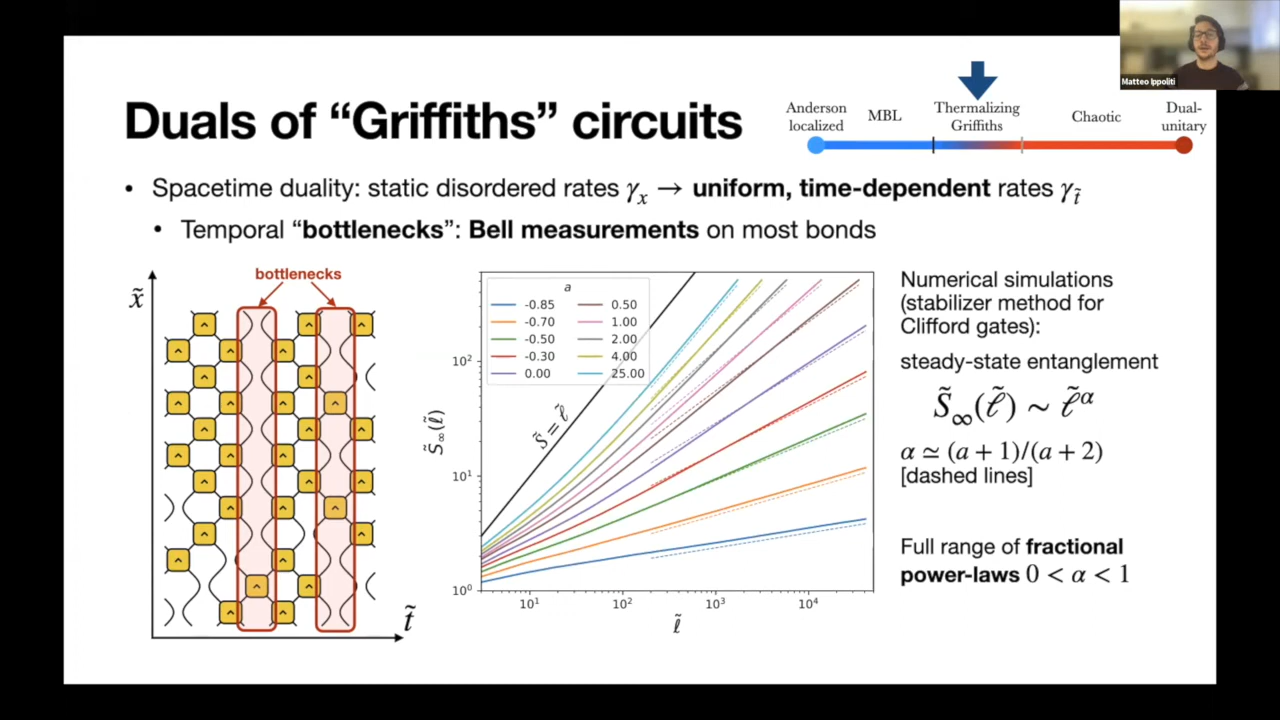 Matteo Ippoliti
Duals of “Griffiths” circuits
Anderson localized
MBL
Thermalizing Griffiths
Chaotic
Dual-unitary
• Spacetime duality: static disordered rates γₓ → uniform, time-dependent rates γ_t̃
• Temporal “bottlenecks”: Bell measurements on most bonds
bottlenecks
x̃
t̃
a
-0.85
-0.70
-0.50
-0.30
0.00
0.50
1.00
2.00
4.00
25.00
S̃ = ℓ̃
S̃∞(ℓ̃)
10²
10¹
10⁰
10¹
10²
10³
10⁴
ℓ̃
Numerical simulations
(stabilizer method for
Clifford gates):
steady-state entanglement
S̃∞(ℓ̃) ∼ ℓ̃^α
α ≃ (a + 1)/(a + 2)
[dashed lines]
Full range of fractional
power-laws 0 < α < 1